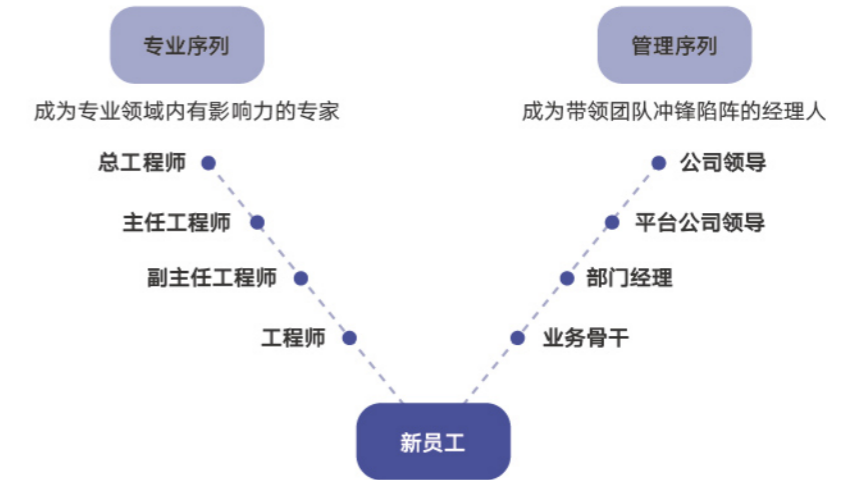 专业序列
管理序列
成为专业领域内有影响力的专家
成为带领团队冲锋陷阵的经理人
总工程师
公司领导
主任工程师
平台公司领导
副主任工程师
部门经理
工程师
业务骨干
新员工